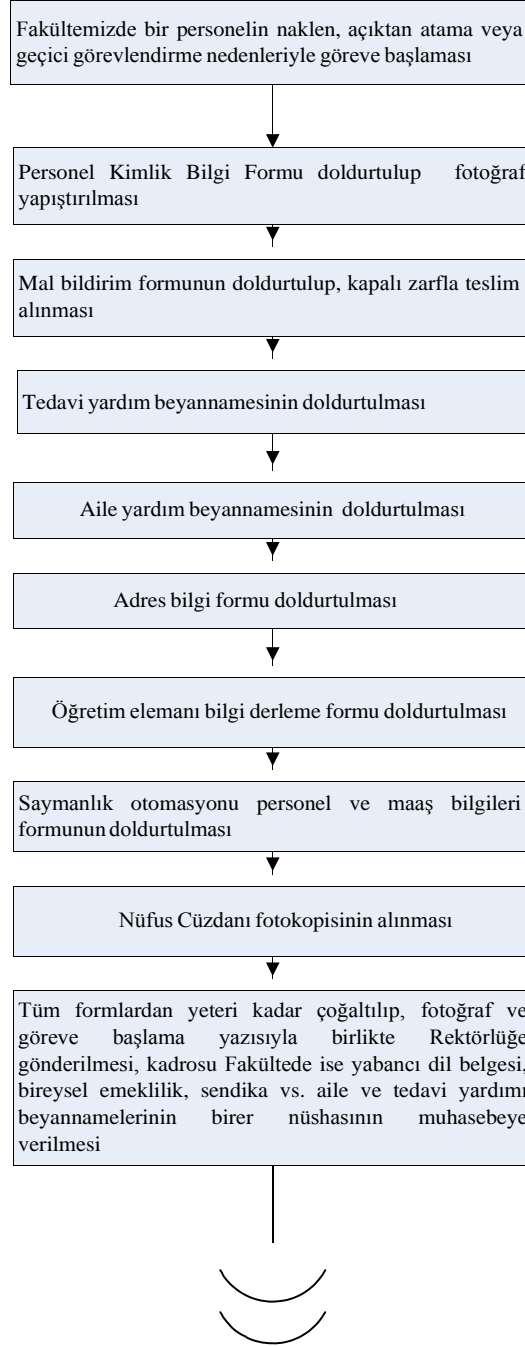 Fakültemizde bir personelin naklen, açıktan atama veya
geçici görevlendirme nedenleriyle göreve başlaması
Personel Kimlik Bilgi Formu doldurtulup fotoğraf
yapıştırılması
Mal bildirim formunun doldurtulup, kapalı zarfla teslim
alınması
Tedavi yardım beyannamesinin doldurtulması
Aile yardım beyannamesinin doldurtulması
Adres bilgi formu doldurtulması
Öğretim elemanı bilgi derleme formu doldurtulması
Saymanlık otomasyonu personel ve maaş bilgileri
formunun doldurtulması
Nüfus Cüzdanı fotokopisinin alınması
Tüm formlardan yeteri kadar çoğaltılıp, fotoğraf ve
göreve başlama yazısıyla birlikte Rektörlüğe
gönderilmesi, kadrosu Fakültede ise yabancı dil belgesi,
bireysel emeklilik, sendika vs. aile ve tedavi yardımı
beyannamelerinin birer nüshasının muhasebeye
verilmesi